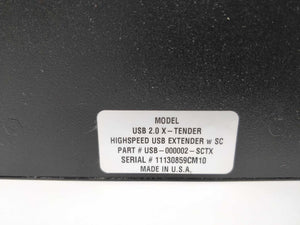 MODEL
USB 2.0 X-TENDER
HIGHSPEED USB EXTENDER w SC
PART # USB-000002-SCTX
SERIAL # 11130859CM10
MADE IN U.S.A.